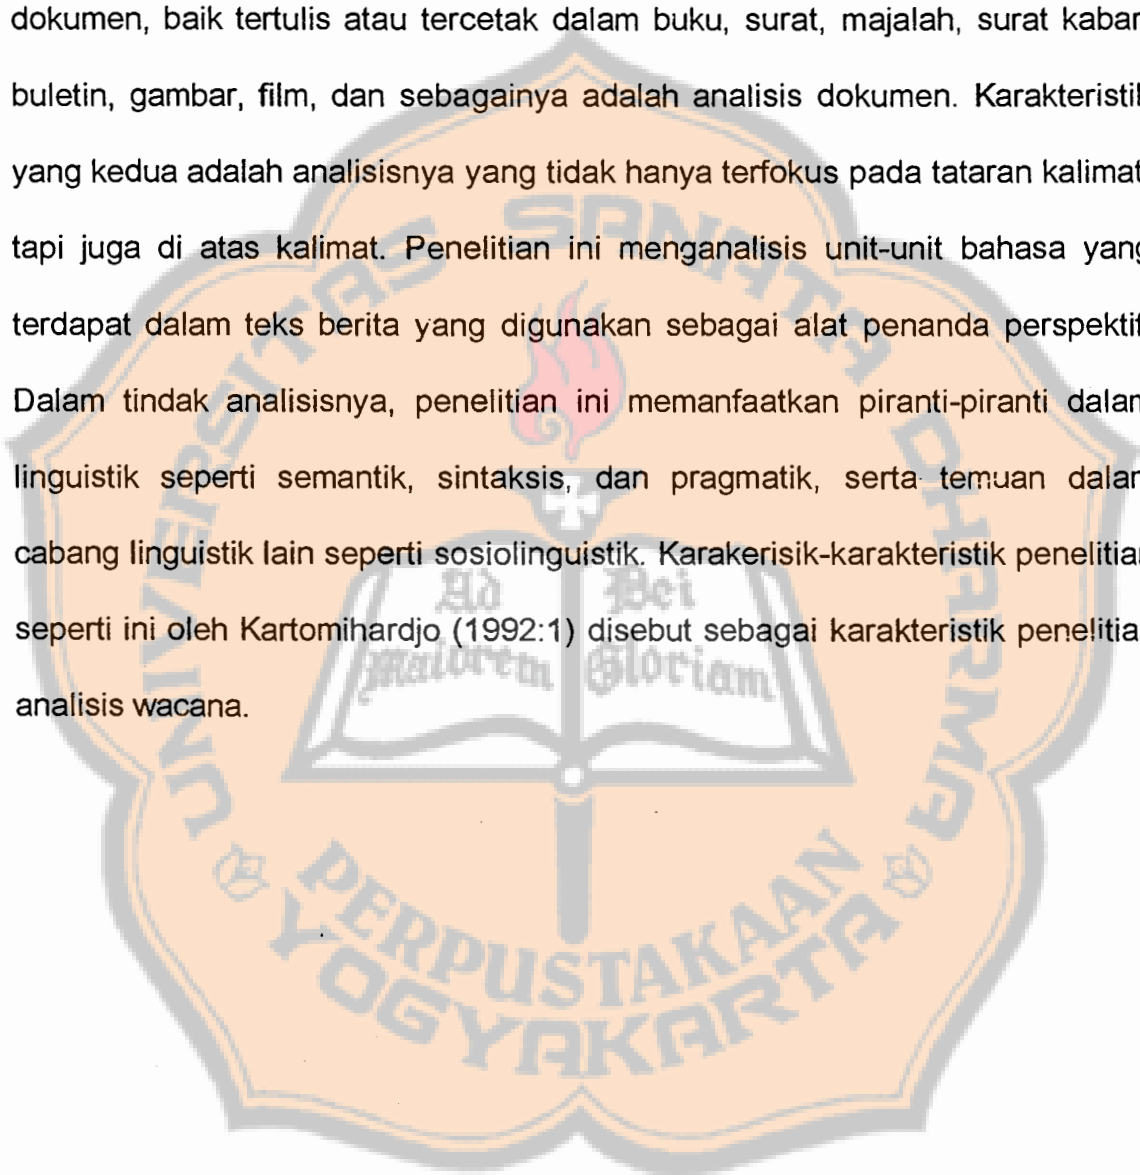 dokumen, baik tertulis atau tercetak dalam buku, surat, majalah, surat kabar
buletin, gambar, film, dan sebagainya adalah analisis dokumen. Karakteristil
yang kedua adalah analisisnya yang tidak hanya terfokus pada tataran kalimat
tapi juga di atas kalimat. Penelitian ini menganalisis unit-unit bahasa yang
terdapat dalam teks berita yang digunakan sebagai alat penanda perspektif
Dalam tindak analisisnya, penelitian ini memanfaatkan piranti-piranti dalan
linguistik seperti semantik, sintaksis, dan pragmatik, serta temuan dalan
cabang linguistik lain seperti sosiolinguistik. Karakerisik-karakteristik penelitian
seperti ini oleh Kartomihardjo (1992:1) disebut sebagai karakteristik penelitia
analisis wacana.
UNIVERSITAS SANATA DHARMA
Ad Dei
maiorem Gloriam
PERPUSTAKAAN
YOGYAKARTA